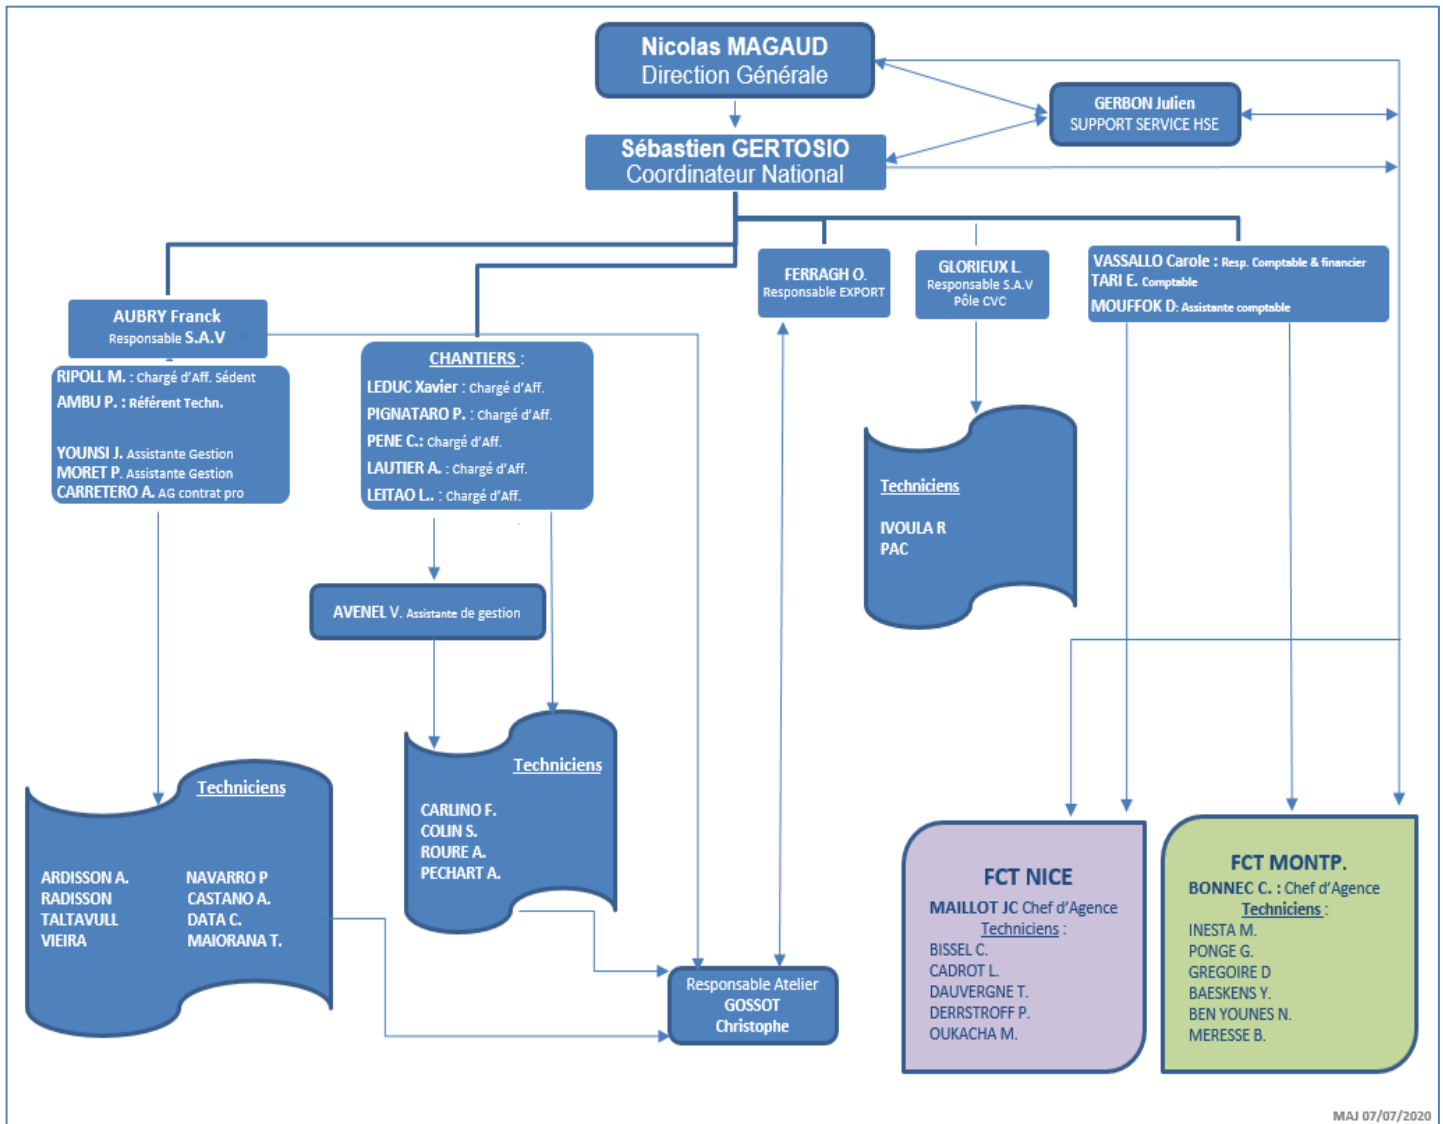 Nicolas MAGAUD
Direction Générale
GERBON Julien
SUPPORT SERVICE HSE
Sébastien GERTOSIO
Coordinateur National
AUBRY Franck
Responsable S.A.V
FERRAGH O.
Responsable EXPORT
GLORIEUX L
Responsable S.A.V
Pôle CVC
VASSALLO Carole : Resp. Comptable & financier
TARI E. Comptable
MOUFFOK D: Assistante comptable
RIPOLL M. : Chargé d'Aff. Sédent
AMBU P. : Référent Techn.
YOUNSI J. Assistante Gestion
MORET P. Assistante Gestion
CARRETERO A. AG contrat pro
CHANTIERS :
LEDUC Xavier : Chargé d'Aff.
PIGNATARO P. : Chargé d'Aff.
PENE C.: Chargé d'Aff.
LAUTIER A. : Chargé d'Aff.
LEITAO L.. : Chargé d'Aff.
Techniciens
IVOULA R
PAC
AVENEL V. Assistante de gestion
Techniciens
CARLINO F.
COLIN S.
ROURE A.
PECHART A.
Techniciens
ARDISSON A.
RADISSON
TALTAVULL
VIEIRA
NAVARRO P
CASTANO A.
DATA C.
MAIORANA T.
Responsable Atelier
GOSSOT
Christophe
FCT NICE
MAILLOT JC Chef d'Agence
Techniciens :
BISSEL C.
CADROT L.
DAUVERGNE T.
DERRSTROFF P.
OUKACHA M.
FCT MONTP.
BONNEC C. : Chef d'Agence
Techniciens :
INESTA M.
PONGE G.
GREGOIRE D
BAESKENS Y.
BEN YOUNES N.
MERESSE B.
MAJ 07/07/2020